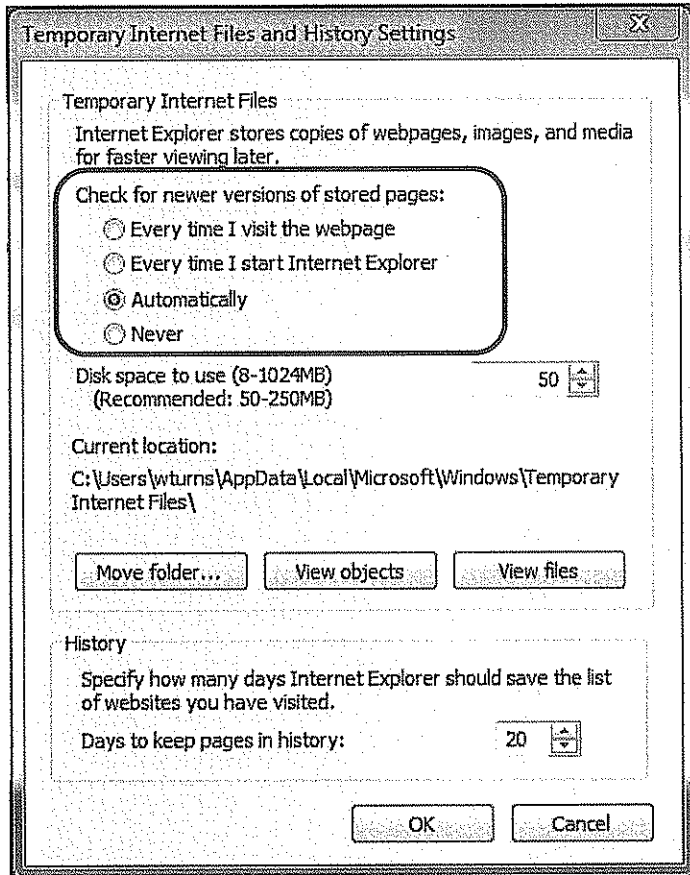 Temporary Internet Files and History Settings
Temporary Internet Files
Internet Explorer stores copies of webpages, images, and media
for faster viewing later.
Check for newer versions of stored pages:
Every time I visit the webpage
Every time I start Internet Explorer
Automatically
Never
Disk space to use (8-1024MB)
50
(Recommended: 50-250MB)
Current location:
C:\Users\wturns\AppData\Local\Microsoft\Windows\Temporary
Internet Files\
Move folder... View objects View files
History
Specify how many days Internet Explorer should save the list
of websites you have visited.
Days to keep pages in history: 20
OK Cancel